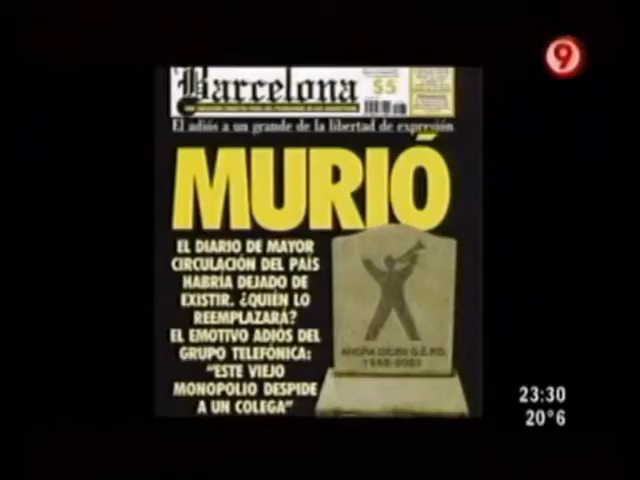 9
Barcelona
$5
El adiós a un grande de la libertad de expresión
MURIÓ
EL DIARIO DE MAYOR
CIRCULACIÓN DEL PAÍS
HABRÍA DEJADO DE
EXISTIR. ¿QUIÉN LO
REEMPLAZARÁ?
EL EMOTIVO ADIÓS DEL
GRUPO TELEFÓNICA:
"ESTE VIEJO
MONOPOLIO DESPIDE
A UN COLEGA"
Q.E.P.D.
23:30
20°6